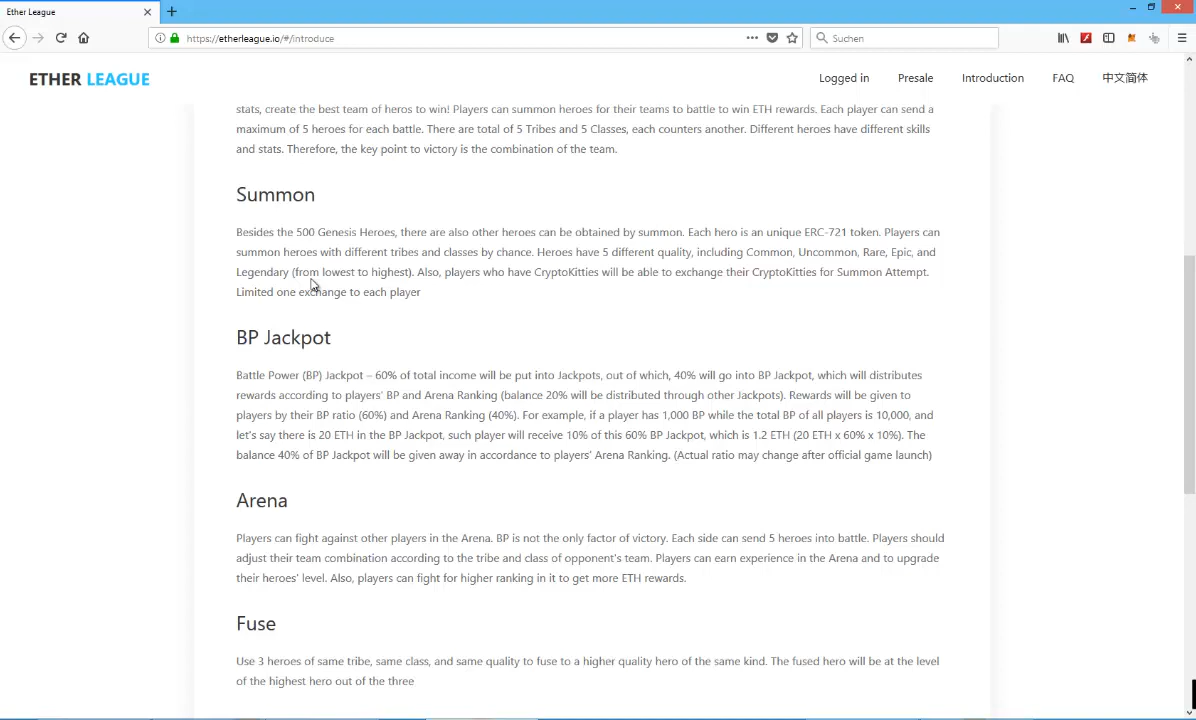 Ether League
https://etherleague.io/#/introduce
Suchen
ETHER LEAGUE
Logged in
Presale
Introduction
FAQ
中文简体
stats, create the best team of heros to win! Players can summon heroes for their teams to battle to win ETH rewards. Each player can send a
maximum of 5 heroes for each battle. There are total of 5 Tribes and 5 Classes, each counters another. Different heroes have different skills
and stats. Therefore, the key point to victory is the combination of the team.
Summon
Besides the 500 Genesis Heroes, there are also other heroes can be obtained by summon. Each hero is an unique ERC-721 token. Players can
summon heroes with different tribes and classes by chance. Heroes have 5 different quality, including Common, Uncommon, Rare, Epic, and
Legendary (from lowest to highest). Also, players who have CryptoKitties will be able to exchange their CryptoKitties for Summon Attempt.
Limited one exchange to each player
BP Jackpot
Battle Power (BP) Jackpot – 60% of total income will be put into Jackpots, out of which, 40% will go into BP Jackpot, which will distributes
rewards according to players' BP and Arena Ranking (balance 20% will be distributed through other Jackpots). Rewards will be given to
players by their BP ratio (60%) and Arena Ranking (40%). For example, if a player has 1,000 BP while the total BP of all players is 10,000, and
let's say there is 20 ETH in the BP Jackpot, such player will receive 10% of this 60% BP Jackpot, which is 1.2 ETH (20 ETH x 60% x 10%). The
balance 40% of BP Jackpot will be given away in accordance to players' Arena Ranking. (Actual ratio may change after official game launch)
Arena
Players can fight against other players in the Arena. BP is not the only factor of victory. Each side can send 5 heroes into battle. Players should
adjust their team combination according to the tribe and class of opponent's team. Players can earn experience in the Arena and to upgrade
their heroes' level. Also, players can fight for higher ranking in it to get more ETH rewards.
Fuse
Use 3 heroes of same tribe, same class, and same quality to fuse to a higher quality hero of the same kind. The fused hero will be at the level
of the highest hero out of the three